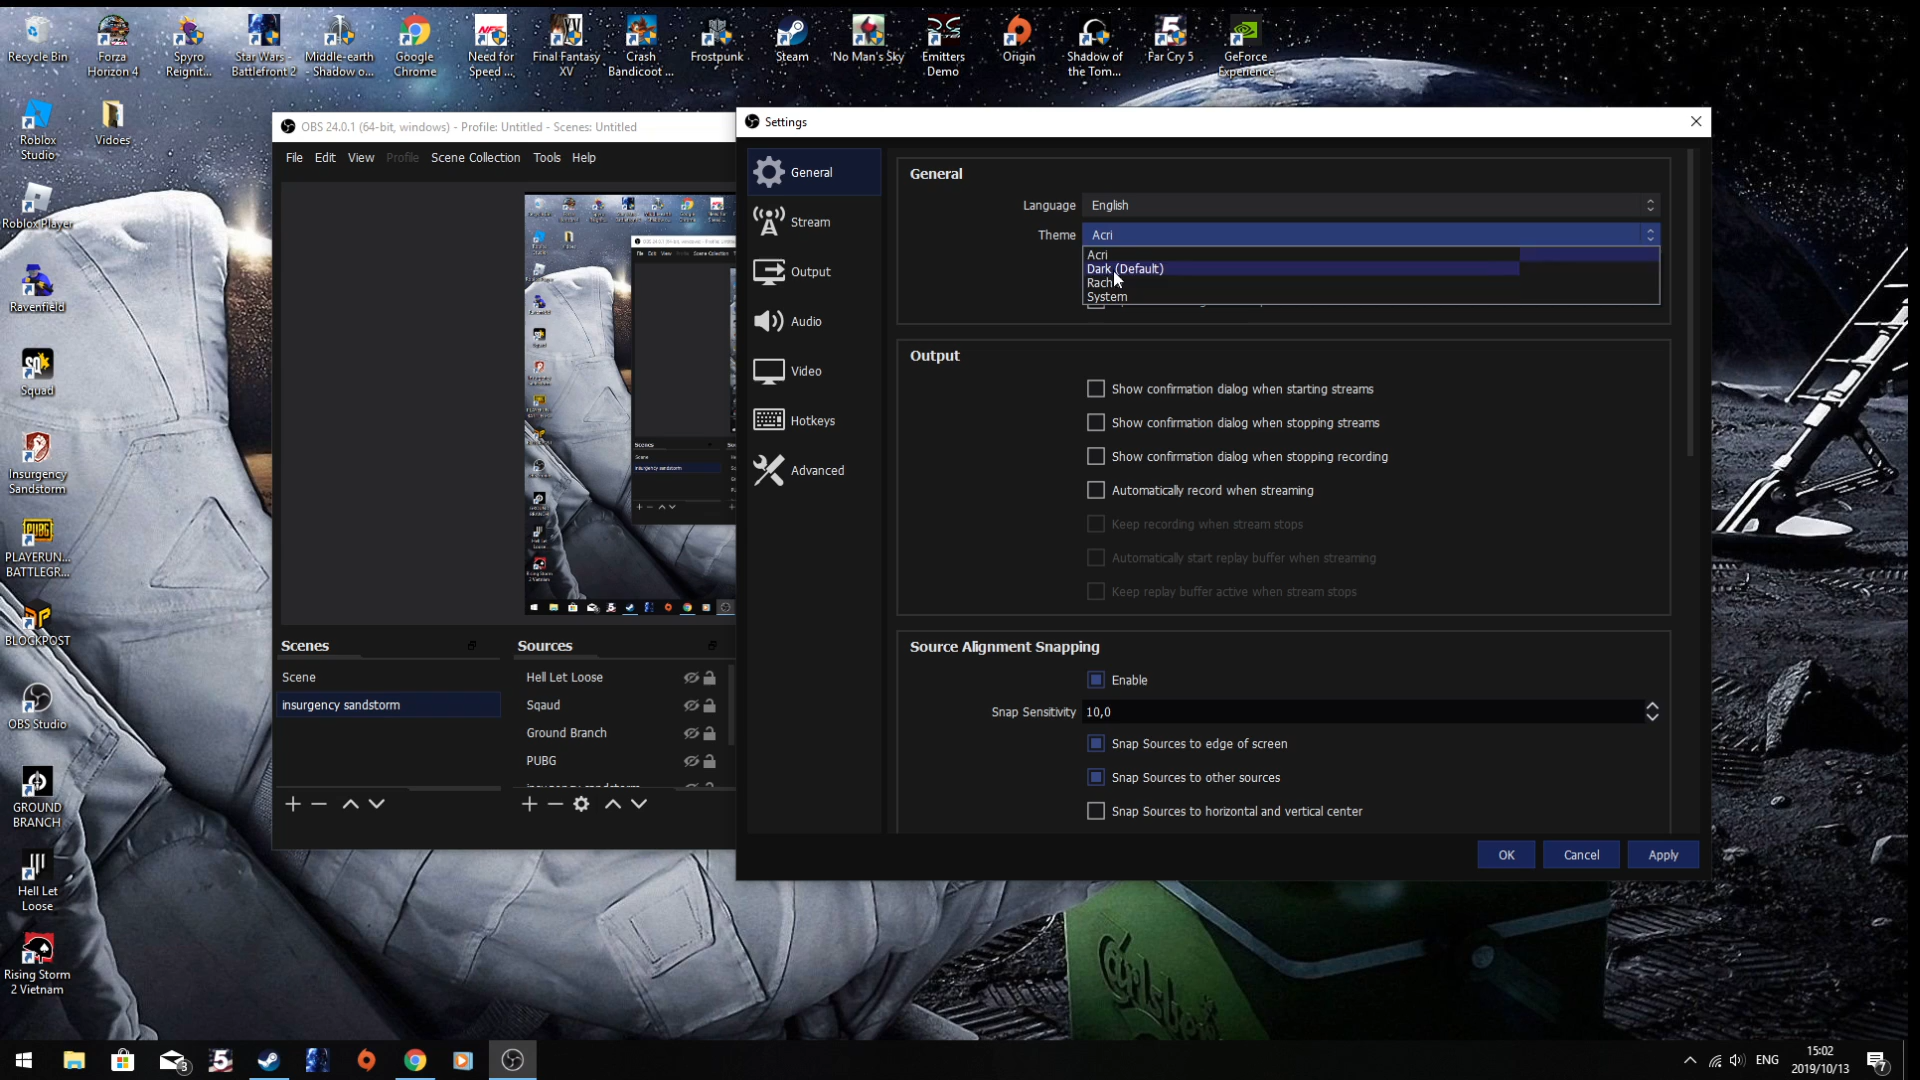 Recycle Bin
Forza
Horizon 4
Spyro
Reignit...
Star Wars -
Battlefront 2
Middle-earth
- Shadow o...
Google
Chrome
Need for
Speed ...
Final Fantasy
XV
Crash
Bandicoot ...
Frostpunk
Steam
No Man's Sky
Emitters
Demo
Origin
Shadow of
the Tom...
Far Cry 5
GeForce
Experience
Roblox
Studio
Vidoes
Roblox Player
Ravenfield
Squad
Insurgency
Sandstorm
PLAYERUN...
BATTLEGR...
BLOCKPOST
OBS Studio
GROUND
BRANCH
Hell Let
Loose
Rising Storm
2 Vietnam
OBS 24.0.1 (64-bit, windows) - Profile: Untitled - Scenes: Untitled
File Edit View Profile Scene Collection Tools Help
Scenes
Scene
insurgency sandstorm
Sources
Hell Let Loose
Sqaud
Ground Branch
PUBG
insurgency sandstorm
Settings
General
Stream
Output
Audio
Video
Hotkeys
Advanced
General
Language English
Theme Acri
Acri
Dark (Default)
Rach
System
Output
Show confirmation dialog when starting streams
Show confirmation dialog when stopping streams
Show confirmation dialog when stopping recording
Automatically record when streaming
Keep recording when stream stops
Automatically start replay buffer when streaming
Keep replay buffer active when stream stops
Source Alignment Snapping
Enable
Snap Sensitivity 10,0
Snap Sources to edge of screen
Snap Sources to other sources
Snap Sources to horizontal and vertical center
OK Cancel Apply
Carlsberg
3
5
ENG
15:02
2019/10/13
7